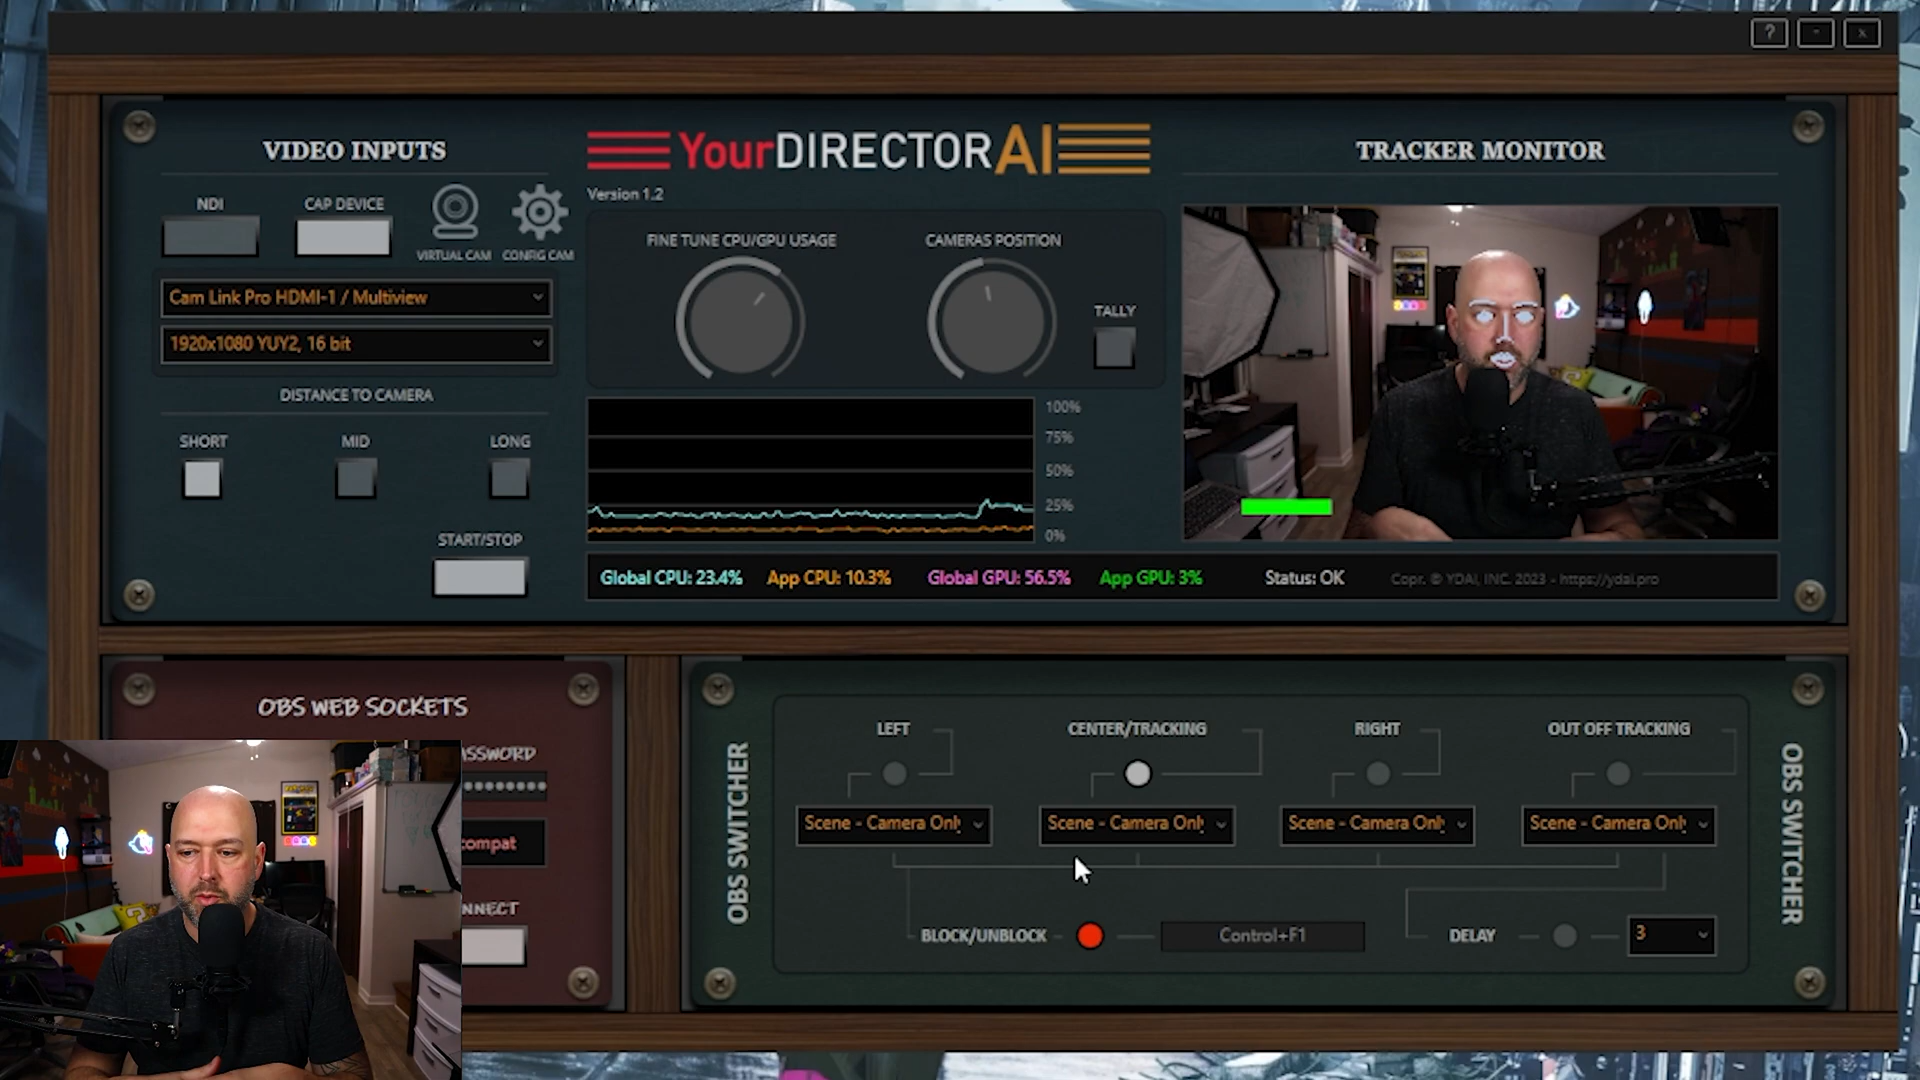 ?
-
x
VIDEO INPUTS
NDI
CAP DEVICE
VIRTUAL CAM
CONFIG CAM
Cam Link Pro HDMI-1 / Multiview
1920x1080 YUY2, 16 bit
DISTANCE TO CAMERA
SHORT
MID
LONG
START/STOP
YourDIRECTORAI
Version 1.2
FINE TUNE CPU/GPU USAGE
CAMERAS POSITION
TALLY
100%
75%
50%
25%
0%
Global CPU: 23.4%
App CPU: 10.3%
Global GPU: 56.5%
App GPU: 3%
Status: OK
Copr. © YDAI, INC. 2023 - https://ydai.pro
TRACKER MONITOR
OBS WEB SOCKETS
ASSWORD
compat
NNECT
OBS SWITCHER
LEFT
CENTER/TRACKING
RIGHT
OUT OFF TRACKING
Scene - Camera Onl
Scene - Camera Onl
Scene - Camera Onl
Scene - Camera Onl
BLOCK/UNBLOCK
Control+F1
DELAY
3
OBS SWITCHER